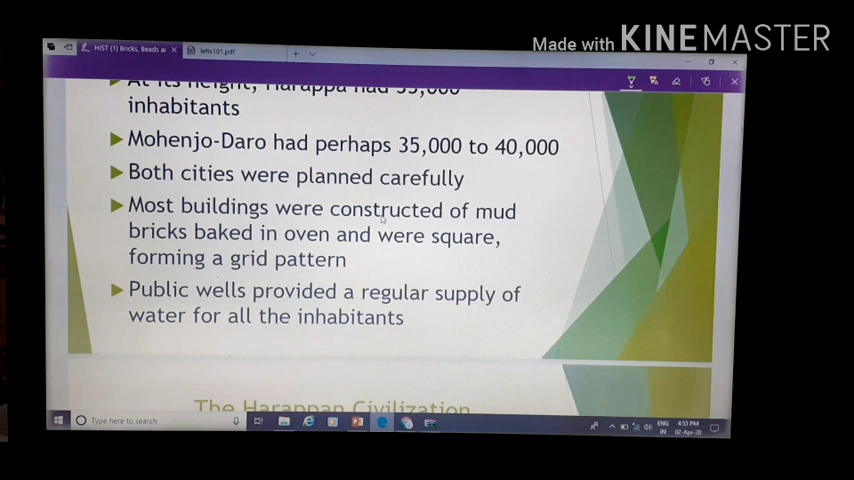 Made with KINEMASTER
HIST (1) Bricks, Beads a
iehs101.pdf
At its height, Harappa had 35,000
inhabitants
Mohenjo-Daro had perhaps 35,000 to 40,000
Both cities were planned carefully
Most buildings were constructed of mud
bricks baked in oven and were square,
forming a grid pattern
Public wells provided a regular supply of
water for all the inhabitants
The Harappan Civilization
Type here to search
ENG
IN
4:53 PM
02-Apr-20